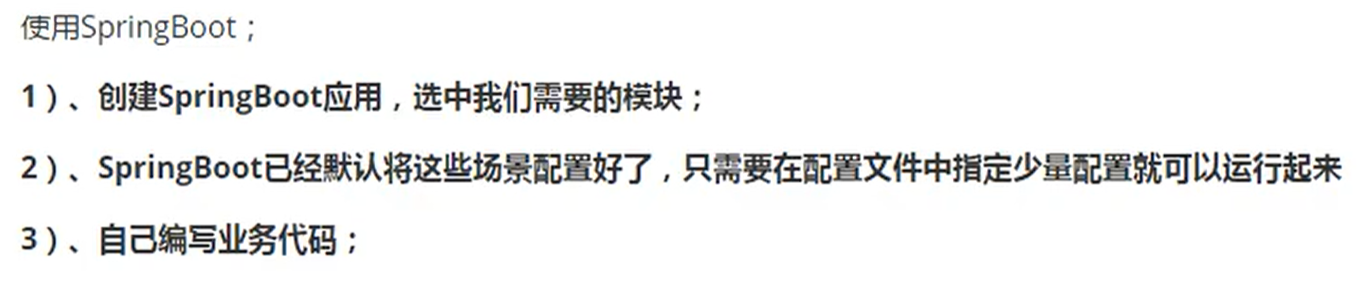 使用SpringBoot；
1）、创建SpringBoot应用，选中我们需要的模块；
2）、SpringBoot已经默认将这些场景配置好了，只需要在配置文件中指定少量配置就可以运行起来
3）、自己编写业务代码；